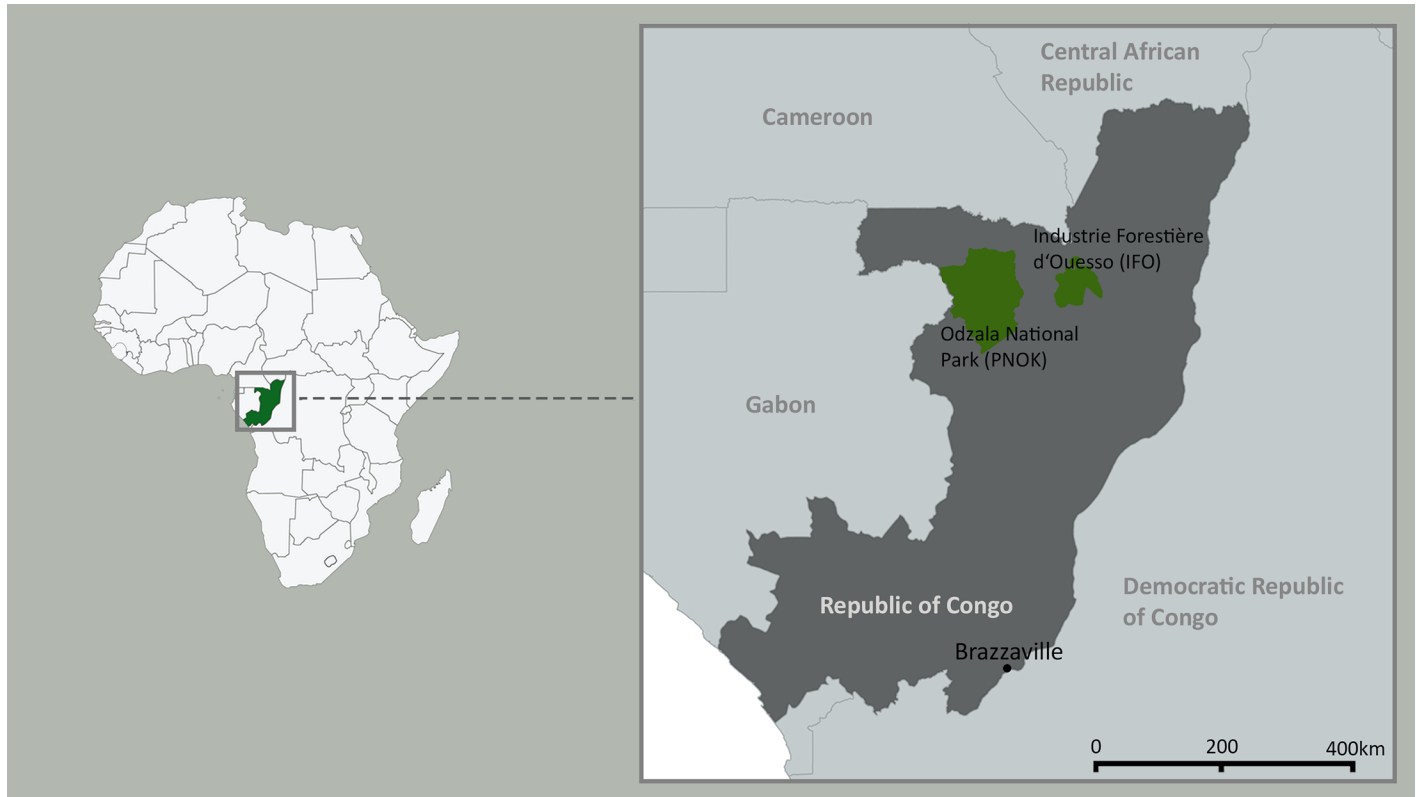 Central African
Republic
Cameroon
Industrie Forestière
d‘Ouesso (IFO)
Odzala National
Park (PNOK)
Gabon
Democratic Republic
of Congo
Republic of Congo
Brazzaville
0 200 400km